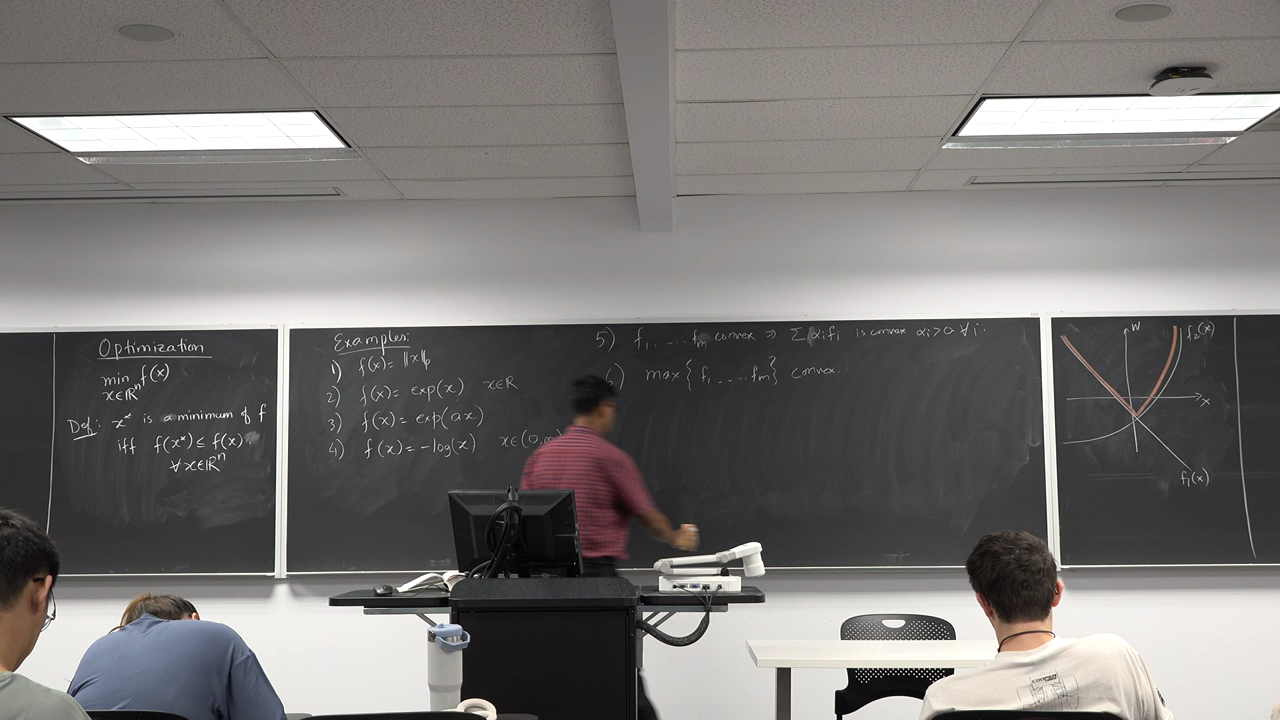 Optimization
min f(x)
x∈ℝⁿ
Def: x* is a minimum of f
iff f(x*) ≤ f(x)
∀x∈ℝⁿ
Examples:
1) f(x) = ||x||ₚ
2) f(x) = exp(x) x∈ℝ
3) f(x) = exp(ax)
4) f(x) = -log(x) x∈(0,
5) f₁, ... fₘ convex ⇒ ∑ αᵢfᵢ is convex αᵢ>0 ∀i.
) max{f₁, ..., fₘ} convex.
w
f₂(x)
x
f₁(x)